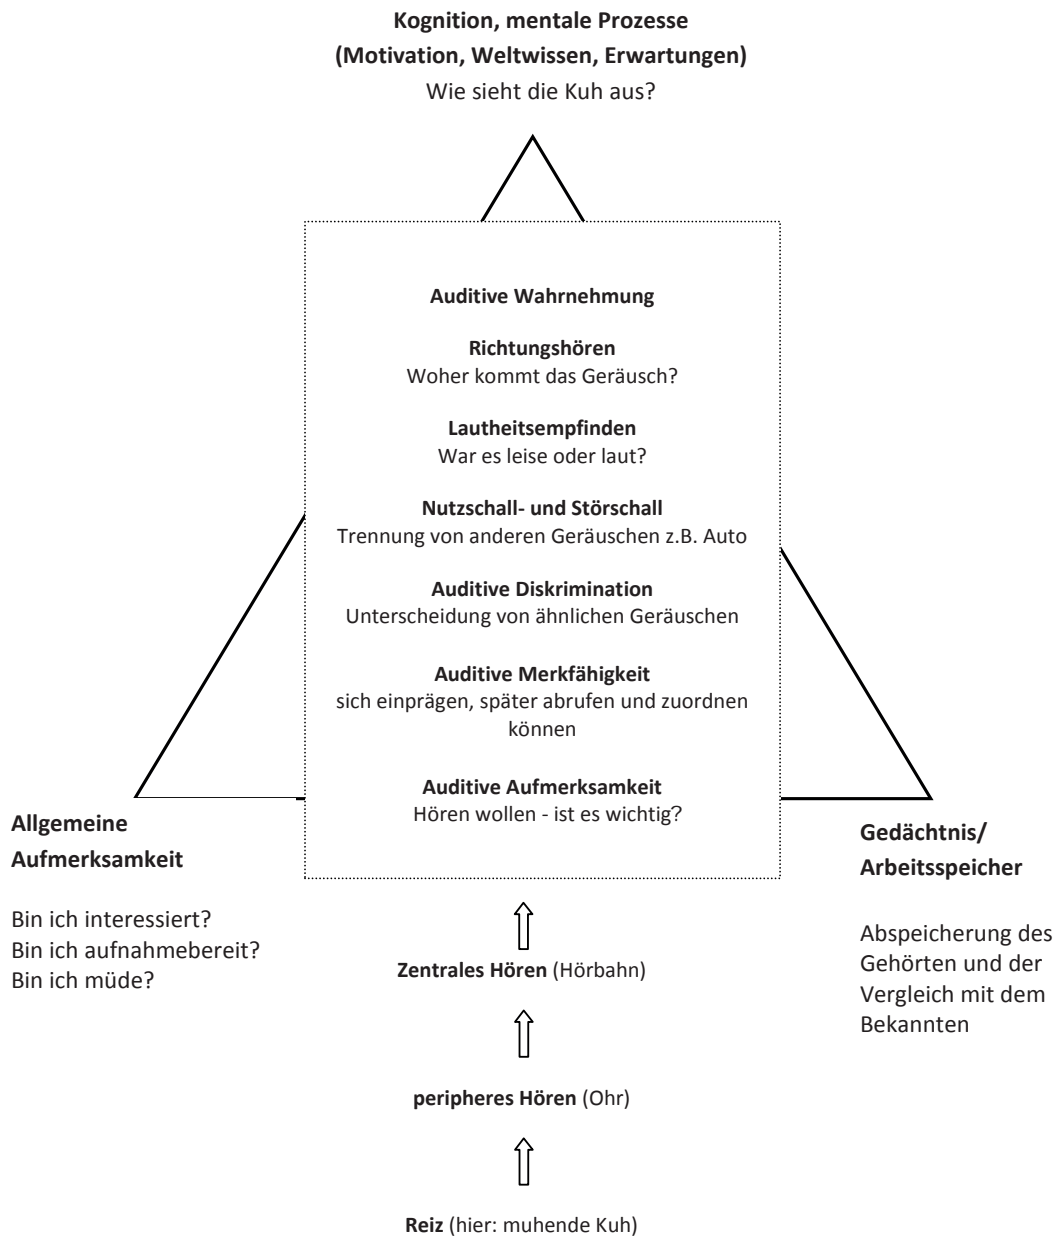 Kognition, mentale Prozesse
(Motivation, Weltwissen, Erwartungen)
Wie sieht die Kuh aus?
Auditive Wahrnehmung
Richtungshören
Woher kommt das Geräusch?
Lautheitsempfinden
War es leise oder laut?
Nutzschall- und Störschall
Trennung von anderen Geräuschen z.B. Auto
Auditive Diskrimination
Unterscheidung von ähnlichen Geräuschen
Auditive Merkfähigkeit
sich einprägen, später abrufen und zuordnen
können
Auditive Aufmerksamkeit
Hören wollen - ist es wichtig?
Allgemeine
Aufmerksamkeit
Bin ich interessiert?
Bin ich aufnahmebereit?
Bin ich müde?
Gedächtnis/
Arbeitsspeicher
Abspeicherung des
Gehörten und der
Vergleich mit dem
Bekannten
Zentrales Hören (Hörbahn)
peripheres Hören (Ohr)
Reiz (hier: muhende Kuh)